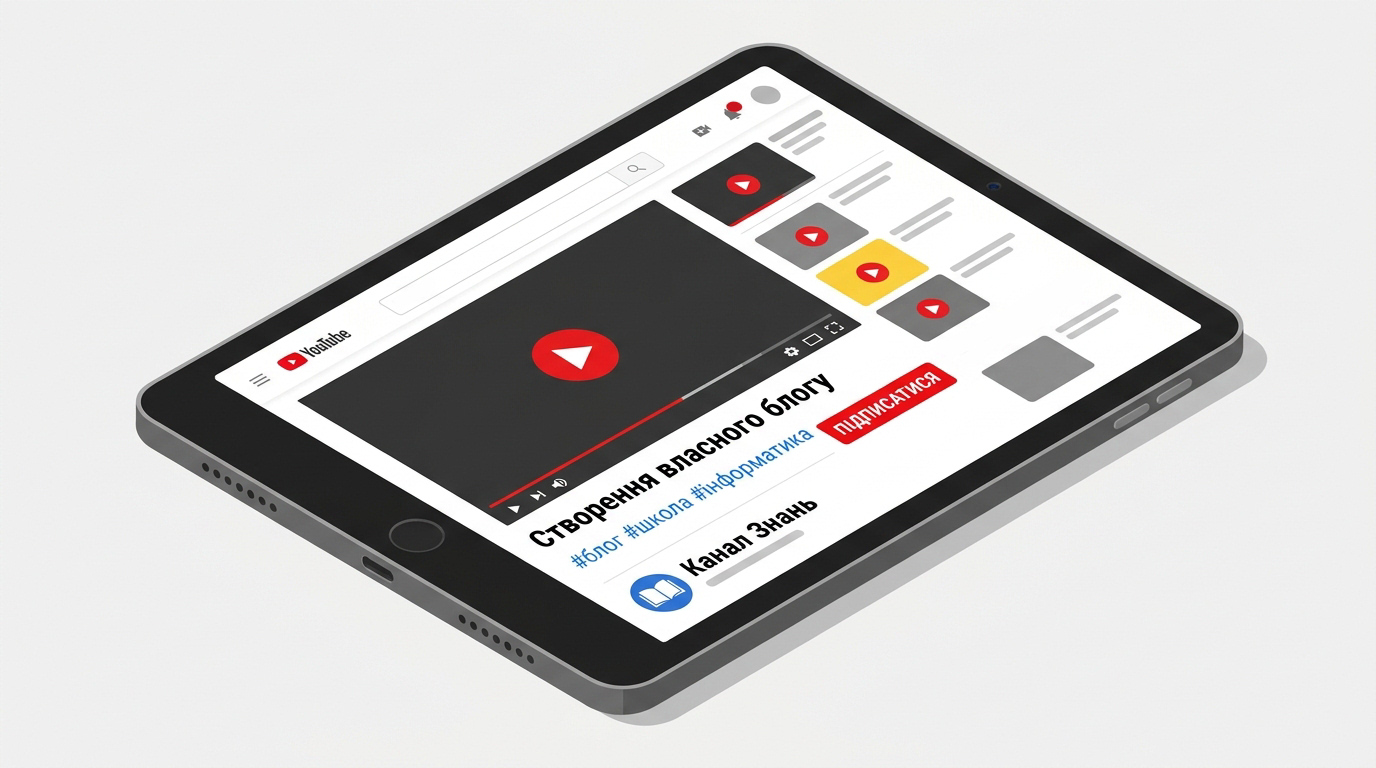 YouTube
Створення власного блогу
#блог #школа #інформатика
ПІДПИСАТИСЯ
Канал Знань